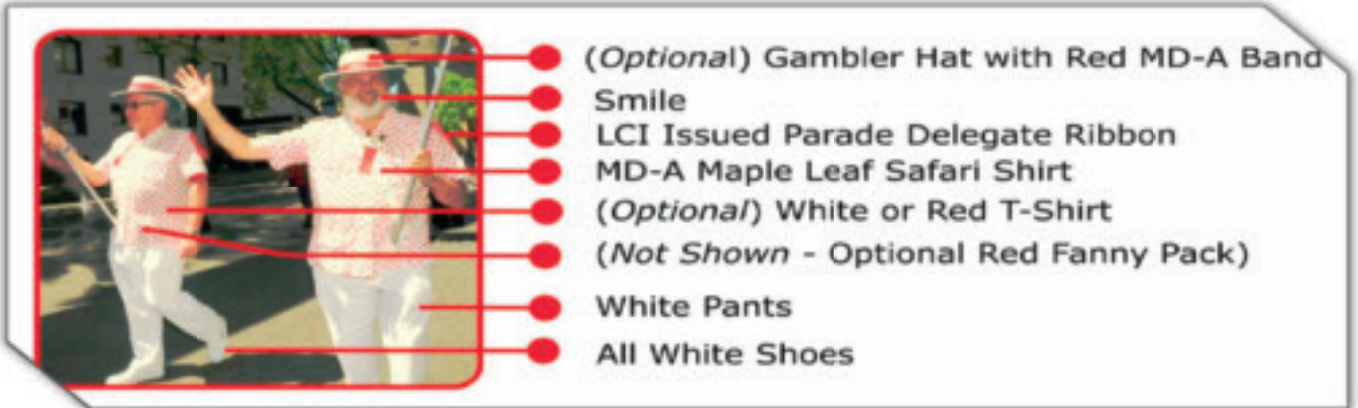 (Optional) Gambler Hat with Red MD-A Band
Smile
LCI Issued Parade Delegate Ribbon
MD-A Maple Leaf Safari Shirt
(Optional) White or Red T-Shirt
(Not Shown - Optional Red Fanny Pack)
White Pants
All White Shoes